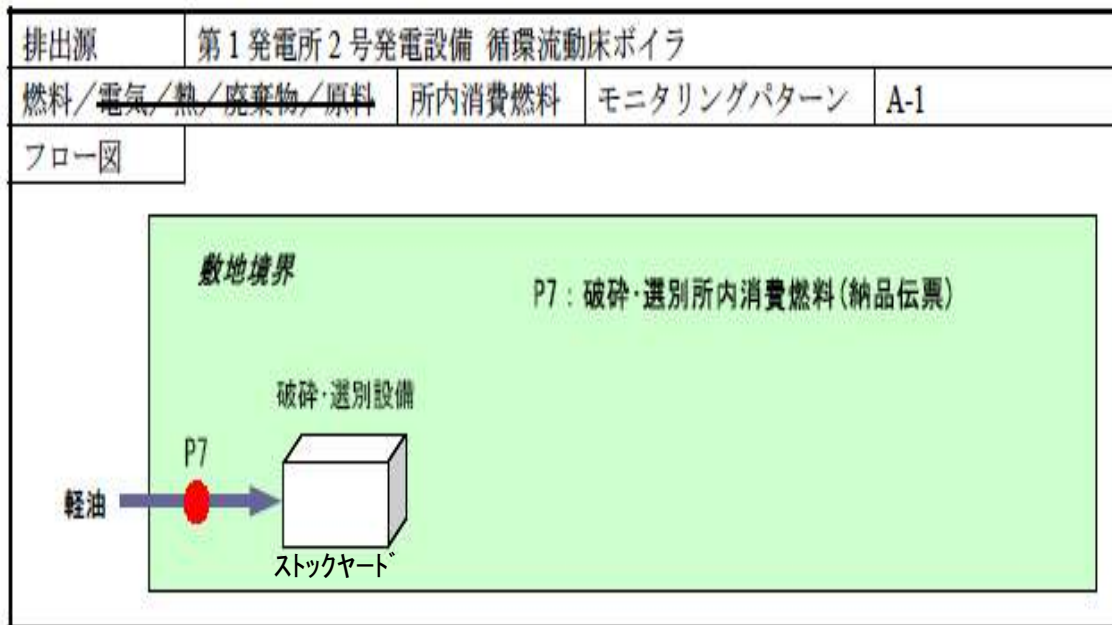 排出源 第1発電所2号発電設備 循環流動床ボイラ
燃料/電気/熱/廃棄物/原料 所内消費燃料 モニタリングパターン A-1
フロー図
敷地境界
P7:破砕・選別所内消費燃料(納品伝票)
破砕・選別設備
P7
軽油
ストックヤード